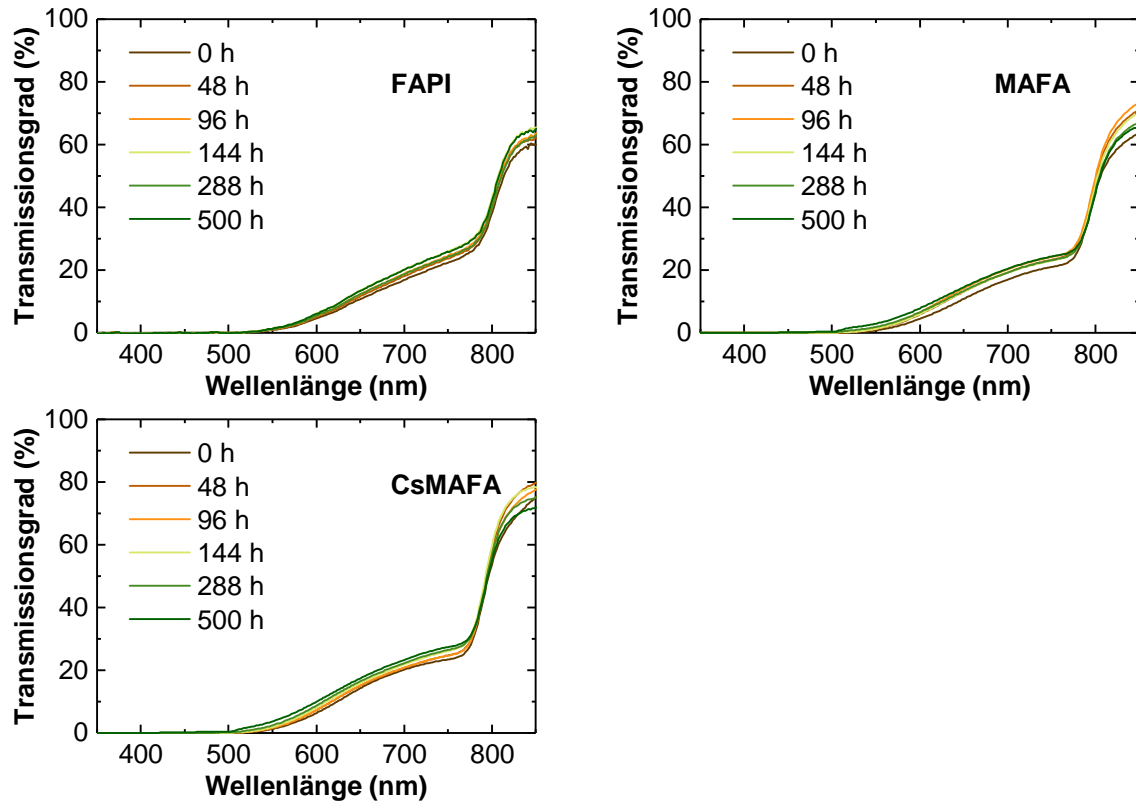 100
80
60
40
20
0
Transmissionsgrad (%)
0 h
48 h
96 h
144 h
288 h
500 h
FAPI
400 500 600 700 800
Wellenlänge (nm)
100
80
60
40
20
0
Transmissionsgrad (%)
0 h
48 h
96 h
144 h
288 h
500 h
MAFA
400 500 600 700 800
Wellenlänge (nm)
100
80
60
40
20
0
Transmissionsgrad (%)
0 h
48 h
96 h
144 h
288 h
500 h
CsMAFA
400 500 600 700 800
Wellenlänge (nm)